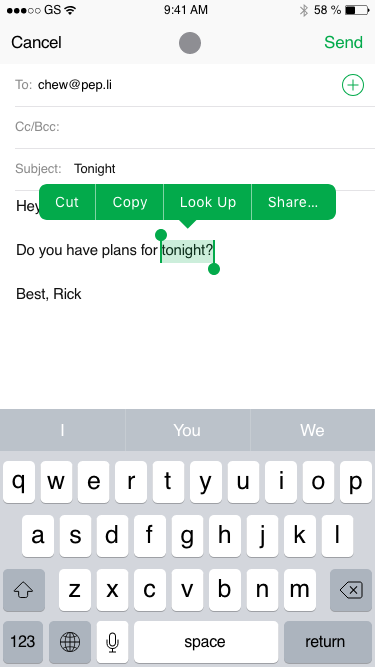 GS 9:41 AM 58 %
Cancel Send
To: chew@pep.li
Cc/Bcc:
Subject: Tonight
Hey
Cut Copy Look Up Share...
Do you have plans for tonight?
Best, Rick
I You We
q w e r t y u i o p
a s d f g h j k l
z x c v b n m
123 space return